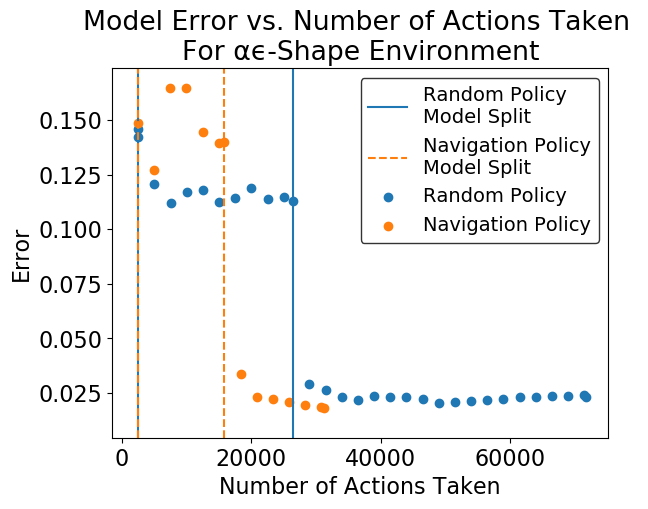 Model Error vs. Number of Actions Taken
For αϵ-Shape Environment
Random Policy
Model Split
Navigation Policy
Model Split
Random Policy
Navigation Policy
Error
0.150
0.125
0.100
0.075
0.050
0.025
0 20000 40000 60000
Number of Actions Taken